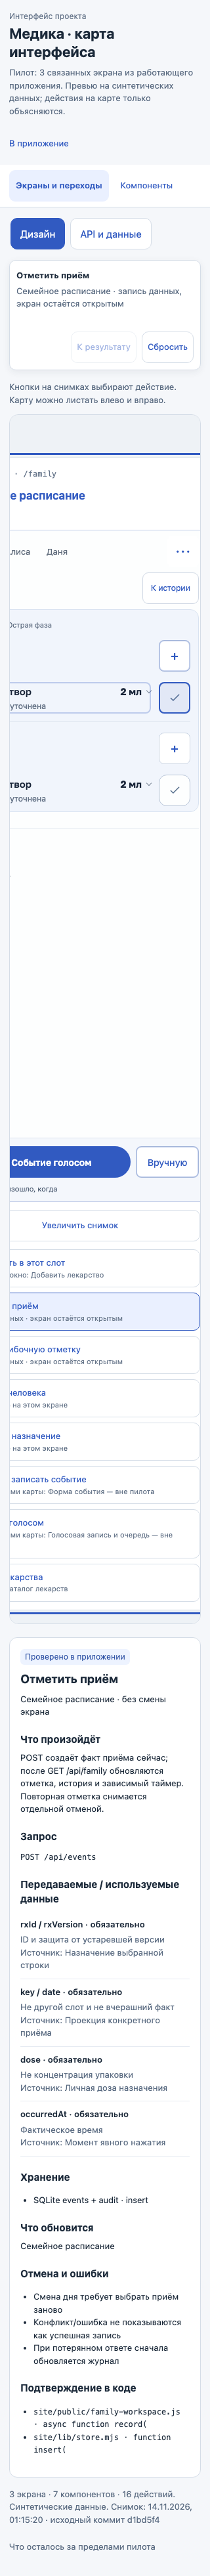 Интерфейс проекта
Медика · карта
интерфейса
Пилот: 3 связанных экрана из работающего
приложения. Превью на синтетических
данных; действия на карте только
объясняются.
В приложение
Экраны и переходы
Компоненты
Дизайн
API и данные
Отметить приём
Семейное расписание · запись данных,
экран остаётся открытым
К результату
Сбросить
Кнопки на снимках выбирают действие.
Карту можно листать влево и вправо.
· /family
е расписание
лиса
Даня
К истории
Острая фаза
+
твор
2 мл
уточнена
+
твор
2 мл
уточнена
Событие голосом
Вручную
изошло, когда
Увеличить снимок
ть в этот слот
окно: Добавить лекарство
приём
ных · экран остаётся открытым
ибочную отметку
ных · экран остаётся открытым
человека
на этом экране
назначение
на этом экране
записать событие
ми карты: Форма события — вне пилота
голосом
ми карты: Голосовая запись и очередь — вне
карства
аталог лекарств
Проверено в приложении
Отметить приём
Семейное расписание · без смены
экрана
Что произойдёт
POST создаёт факт приёма сейчас;
после GET /api/family обновляются
отметка, история и зависимый таймер.
Повторная отметка снимается
отдельной отменой.
Запрос
POST /api/events
Передаваемые / используемые
данные
rxId / rxVersion · обязательно
ID и защита от устаревшей версии
Источник: Назначение выбранной
строки
key / date · обязательно
Не другой слот и не вчерашний факт
Источник: Проекция конкретного
приёма
dose · обязательно
Не концентрация упаковки
Источник: Личная доза назначения
occurredAt · обязательно
Фактическое время
Источник: Момент явного нажатия
Хранение
• SQLite events + audit · insert
Что обновится
Семейное расписание
Отмена и ошибки
• Смена дня требует выбрать приём
заново
• Конфликт/ошибка не показываются
как успешная запись
• При потерянном ответе сначала
обновляется журнал
Подтверждение в коде
• site/public/family-workspace.js
· async function record(
• site/lib/store.mjs · function
insert(
3 экрана · 7 компонентов · 16 действий.
Синтетические данные. Снимок: 14.11.2026,
01:15:20 · исходный коммит d1bd5f4
Что осталось за пределами пилота